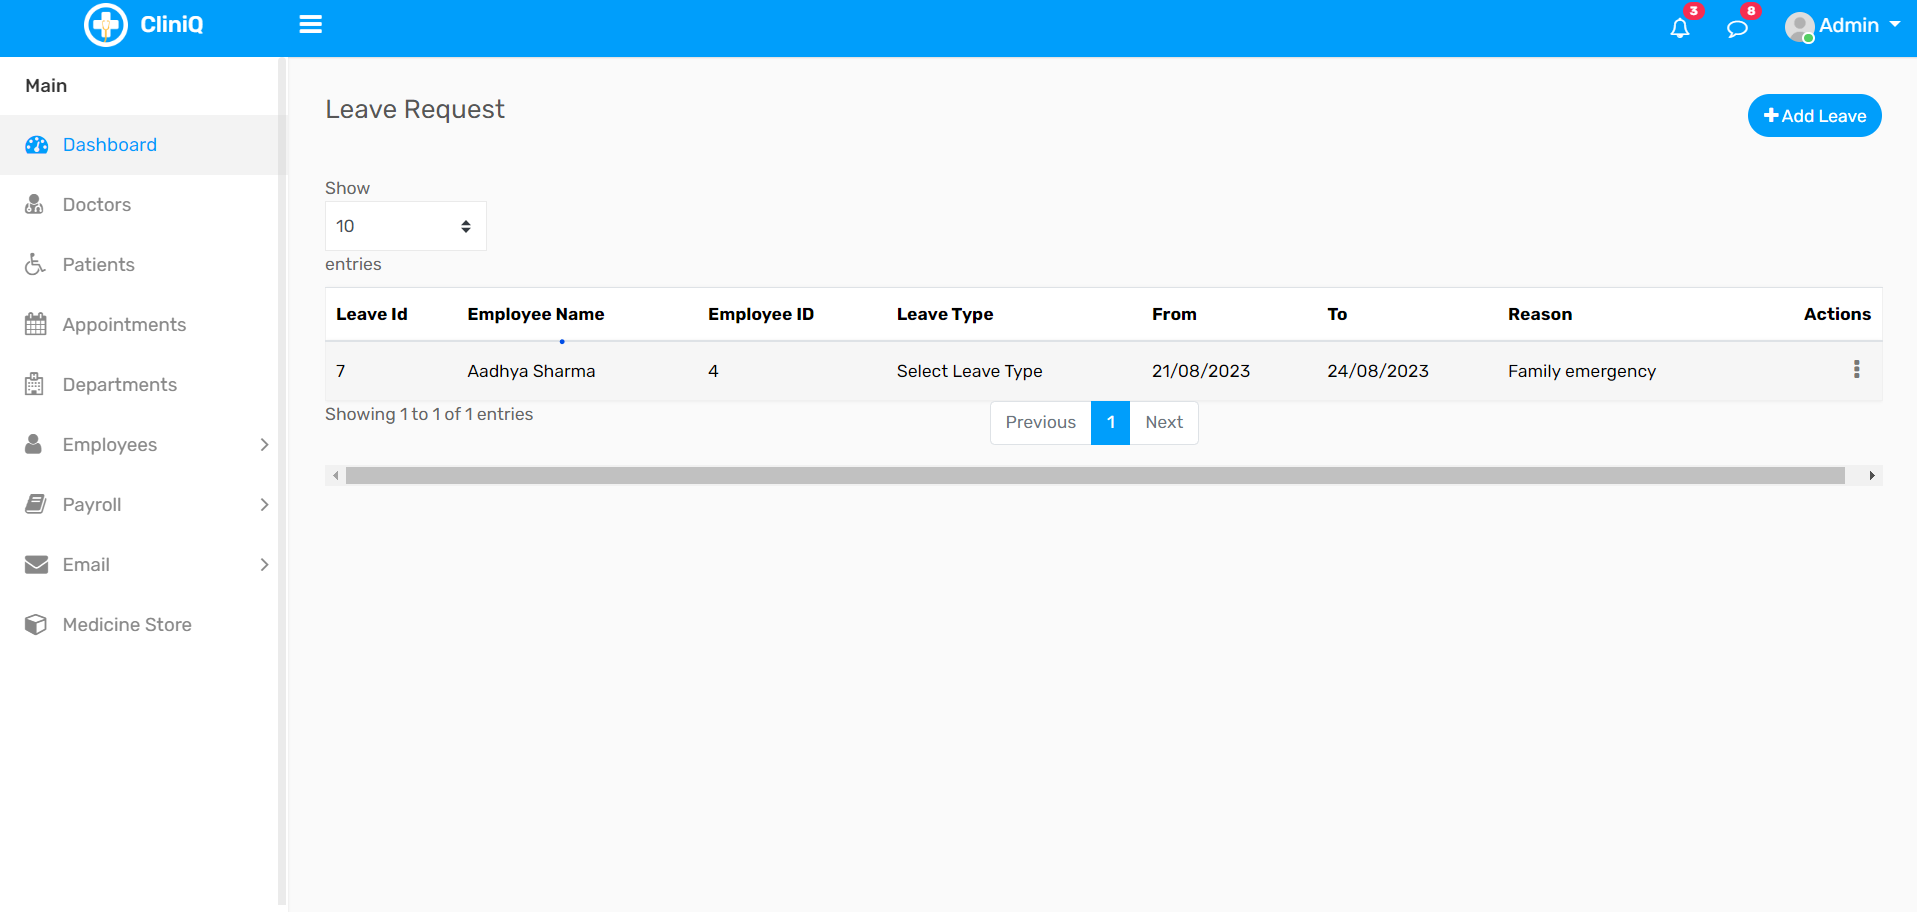 CliniQ
3
8
Admin
Main
Dashboard
Doctors
Patients
Appointments
Departments
Employees
Payroll
Email
Medicine Store
Leave Request
Add Leave
Show
10
entries
Leave Id Employee Name Employee ID Leave Type From To Reason Actions
7 Aadhya Sharma 4 Select Leave Type 21/08/2023 24/08/2023 Family emergency
Showing 1 to 1 of 1 entries
Previous 1 Next